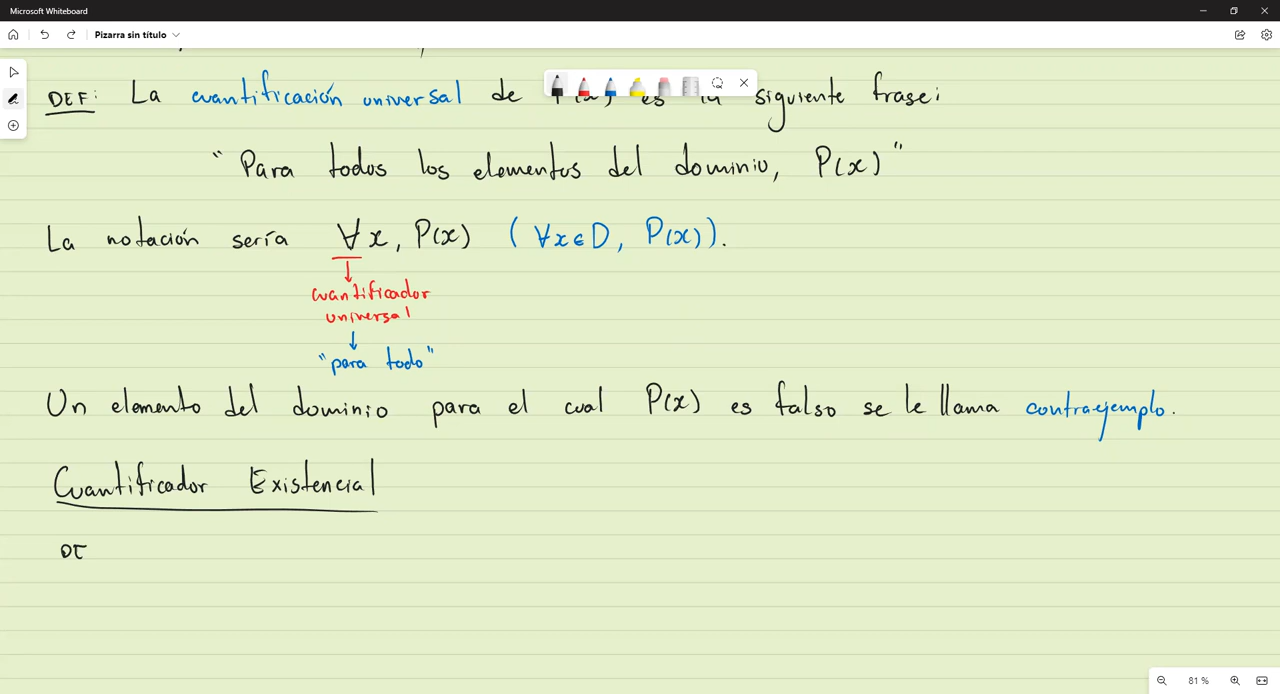 Microsoft Whiteboard
Pizarra sin título
DEF: La cuantificación universal de es siguiente frase:
"Para todos los elementos del dominio, P(x)"
La notación sería ∀x, P(x) (∀x∈D, P(x)).
cuantificador
universal
"para todo"
Un elemento del dominio para el cual P(x) es falso se le llama contraejemplo.
Cuantificador Existencial
DE
81 %